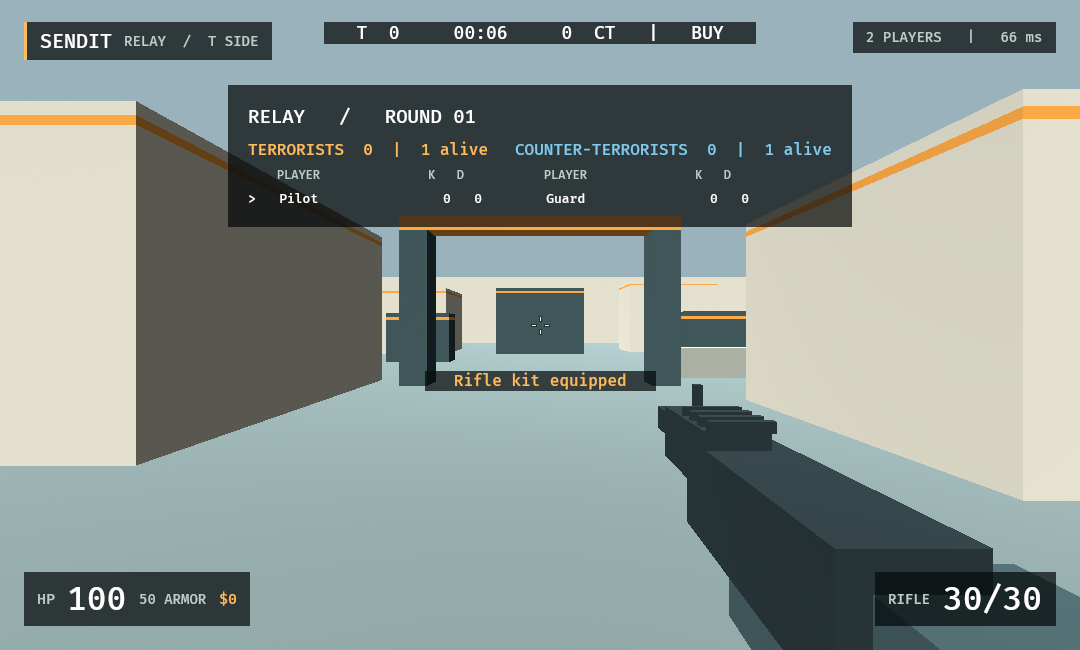 SENDIT RELAY / T SIDE
T 0 00:06 0 CT | BUY
2 PLAYERS | 66 ms
RELAY / ROUND 01
TERRORISTS 0 | 1 alive COUNTER-TERRORISTS 0 | 1 alive
PLAYER K D PLAYER K D
> Pilot 0 0 Guard 0 0
Rifle kit equipped
HP 100 50 ARMOR $0
RIFLE 30/30